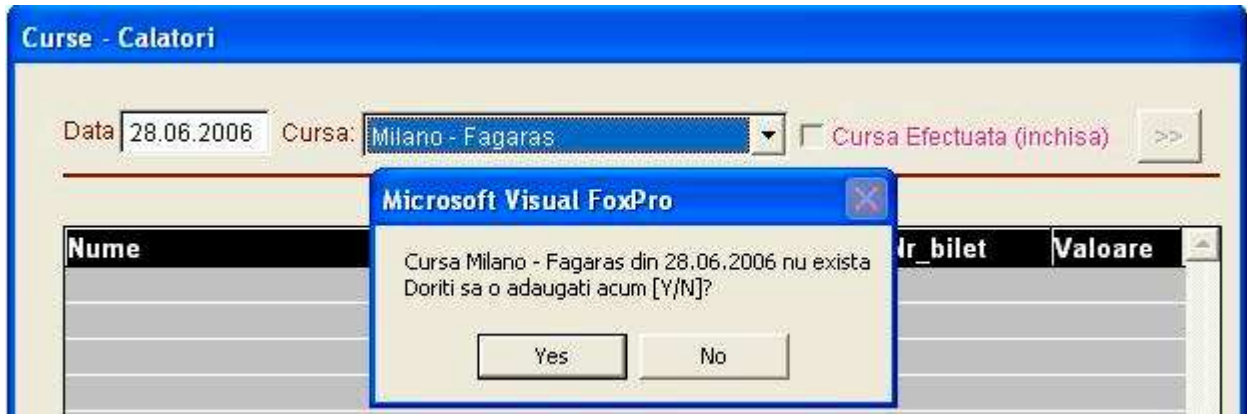 Curse - Calatori
Data 28.06.2006 Cursa: Milano - Fagaras Cursa Efectuata (inchisa) >>
Microsoft Visual FoxPro
Nume Nr_bilet Valoare
Cursa Milano - Fagaras din 28.06.2006 nu exista
Doriti sa o adaugati acum [Y/N]?
Yes No